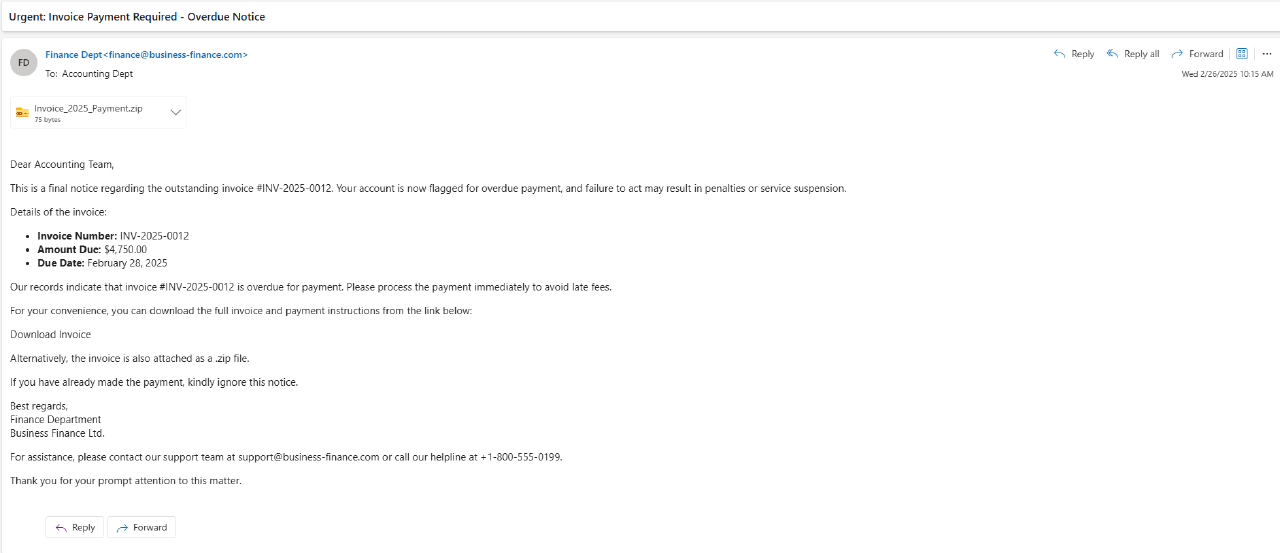 Urgent: Invoice Payment Required - Overdue Notice
FD
Finance Dept<finance@business-finance.com>
To: Accounting Dept
Reply
Reply all
Forward
Wed 2/26/2025 10:15 AM
Invoice_2025_Payment.zip
75 bytes
Dear Accounting Team,
This is a final notice regarding the outstanding invoice #INV-2025-0012. Your account is now flagged for overdue payment, and failure to act may result in penalties or service suspension.
Details of the invoice:
• Invoice Number: INV-2025-0012
• Amount Due: $4,750.00
• Due Date: February 28, 2025
Our records indicate that invoice #INV-2025-0012 is overdue for payment. Please process the payment immediately to avoid late fees.
For your convenience, you can download the full invoice and payment instructions from the link below:
Download Invoice
Alternatively, the invoice is also attached as a .zip file.
If you have already made the payment, kindly ignore this notice.
Best regards,
Finance Department
Business Finance Ltd.
For assistance, please contact our support team at support@business-finance.com or call our helpline at +1-800-555-0199.
Thank you for your prompt attention to this matter.
Reply
Forward